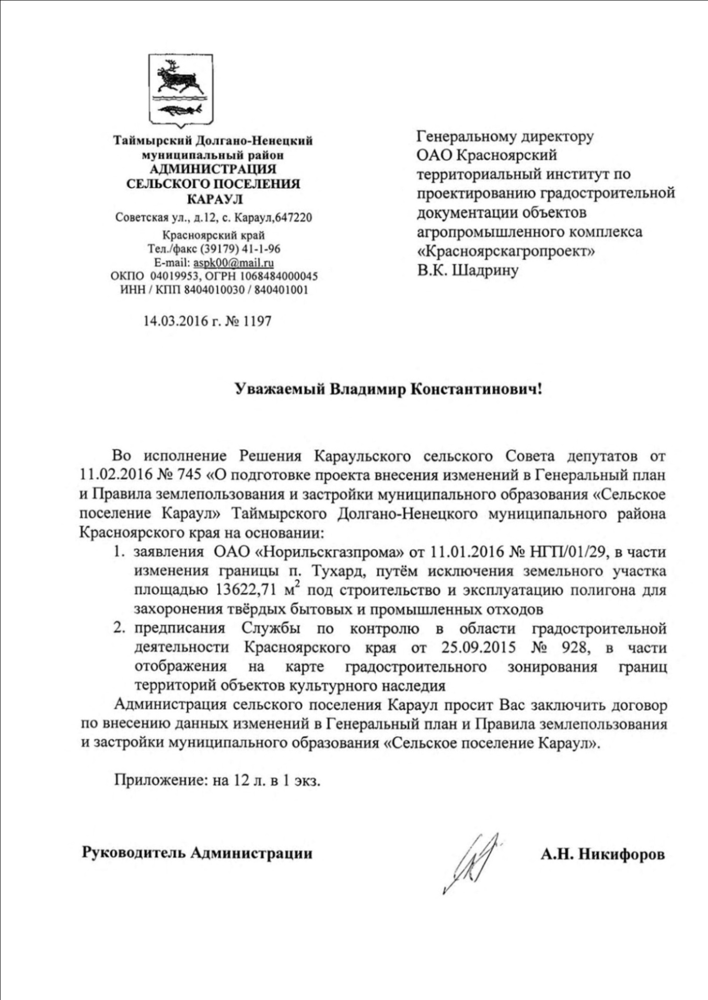 Таймырский Долгано-Ненецкий
муниципальный район
АДМИНИСТРАЦИЯ
СЕЛЬСКОГО ПОСЕЛЕНИЯ
КАРАУЛ
Советская ул., д.12, с. Караул,647220
Красноярский край
Тел./факс (39179) 41-1-96
E-mail: aspk00@mail.ru
ОКПО 04019953, ОГРН 1068484000045
ИНН / КПП 8404010030 / 840401001
14.03.2016 г. № 1197
Генеральному директору
ОАО Красноярский
территориальный институт по
проектированию градостроительной
документации объектов
агропромышленного комплекса
«Красноярскагропроект»
В.К. Шадрину
Уважаемый Владимир Константинович!
Во исполнение Решения Караульского сельского Совета депутатов от
11.02.2016 № 745 «О подготовке проекта внесения изменений в Генеральный план
и Правила землепользования и застройки муниципального образования «Сельское
поселение Караул» Таймырского Долгано-Ненецкого муниципального района
Красноярского края на основании:
1. заявления ОАО «Норильскгазпрома» от 11.01.2016 № НГП/01/29, в части
изменения границы п. Тухард, путём исключения земельного участка
площадью 13622,71 м² под строительство и эксплуатацию полигона для
захоронения твёрдых бытовых и промышленных отходов
2. предписания Службы по контролю в области градостроительной
деятельности Красноярского края от 25.09.2015 № 928, в части
отображения на карте градостроительного зонирования границ
территорий объектов культурного наследия
Администрация сельского поселения Караул просит Вас заключить договор
по внесению данных изменений в Генеральный план и Правила землепользования
и застройки муниципального образования «Сельское поселение Караул».
Приложение: на 12 л. в 1 экз.
Руководитель Администрации
А.Н. Никифоров